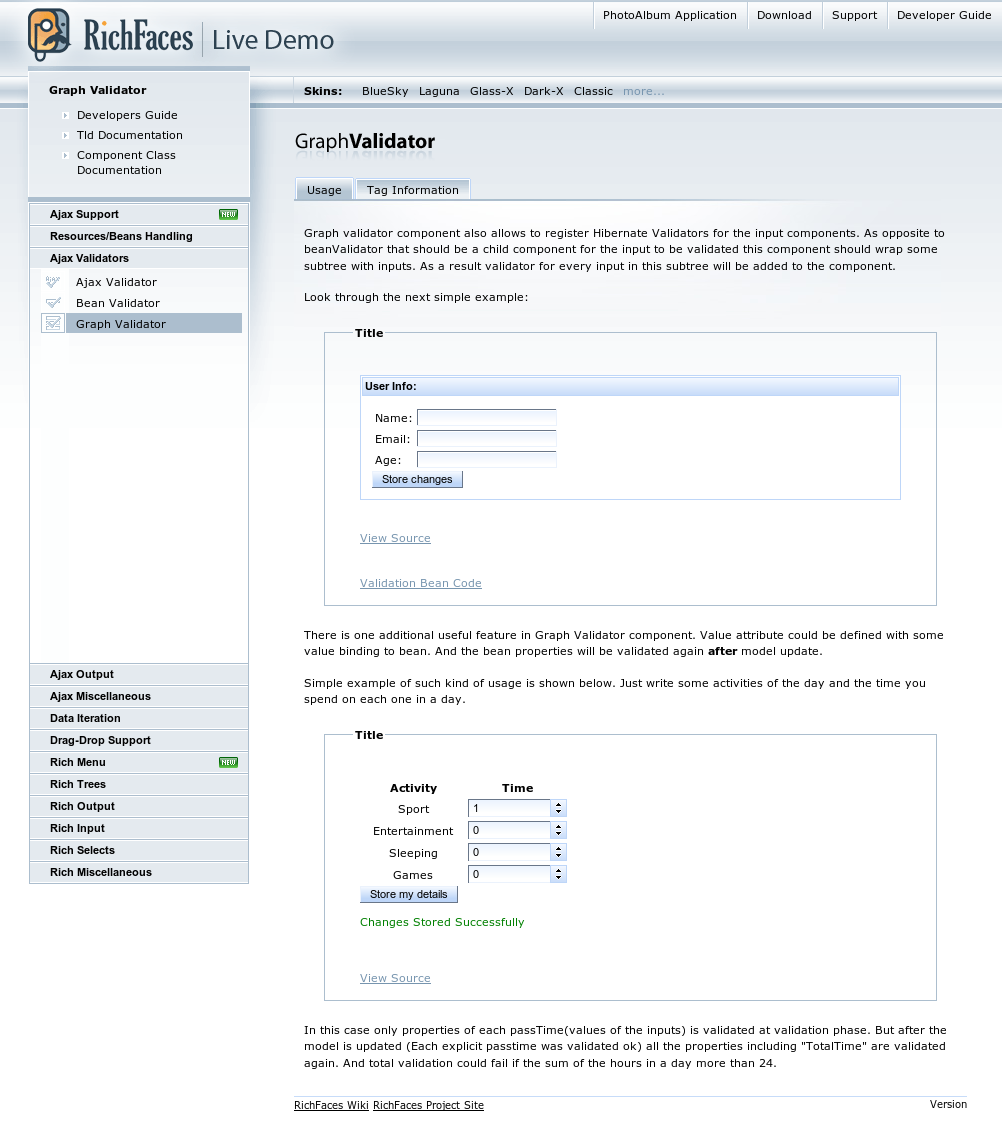 RichFaces Live Demo
PhotoAlbum Application Download Support Developer Guide
Graph Validator
Developers Guide
Tld Documentation
Component Class
Documentation
Skins: BlueSky Laguna Glass-X Dark-X Classic more...
Ajax Support NEW
Resources/Beans Handling
Ajax Validators
Ajax Validator
Bean Validator
Graph Validator
Ajax Output
Ajax Miscellaneous
Data Iteration
Drag-Drop Support
Rich Menu NEW
Rich Trees
Rich Output
Rich Input
Rich Selects
Rich Miscellaneous
GraphValidator
Usage Tag Information
Graph validator component also allows to register Hibernate Validators for the input components. As opposite to
beanValidator that should be a child component for the input to be validated this component should wrap some
subtree with inputs. As a result validator for every input in this subtree will be added to the component.
Look through the next simple example:
Title
User Info:
Name:
Email:
Age:
Store changes
View Source
Validation Bean Code
There is one additional useful feature in Graph Validator component. Value attribute could be defined with some
value binding to bean. And the bean properties will be validated again after model update.
Simple example of such kind of usage is shown below. Just write some activities of the day and the time you
spend on each one in a day.
Title
Activity Time
Sport 1
Entertainment 0
Sleeping 0
Games 0
Store my details
Changes Stored Successfully
View Source
In this case only properties of each passTime(values of the inputs) is validated at validation phase. But after the
model is updated (Each explicit passtime was validated ok) all the properties including "TotalTime" are validated
again. And total validation could fail if the sum of the hours in a day more than 24.
RichFaces Wiki RichFaces Project Site Version